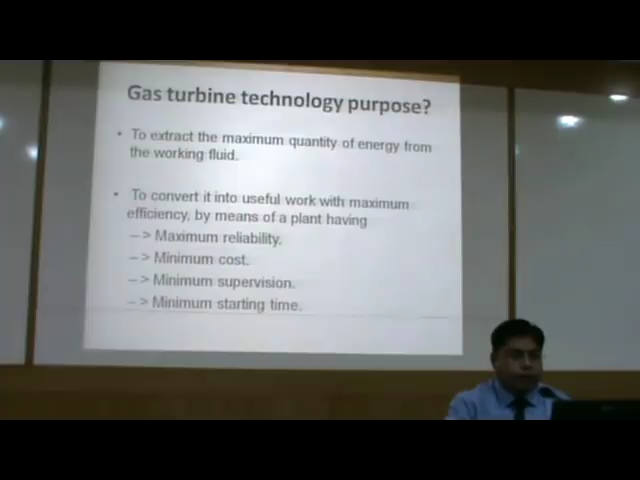 Gas turbine technology purpose?
• To extract the maximum quantity of energy from
the working fluid.
• To convert it into useful work with maximum
efficiency, by means of a plant having
– > Maximum reliability.
– > Minimum cost.
– > Minimum supervision.
– > Minimum starting time.